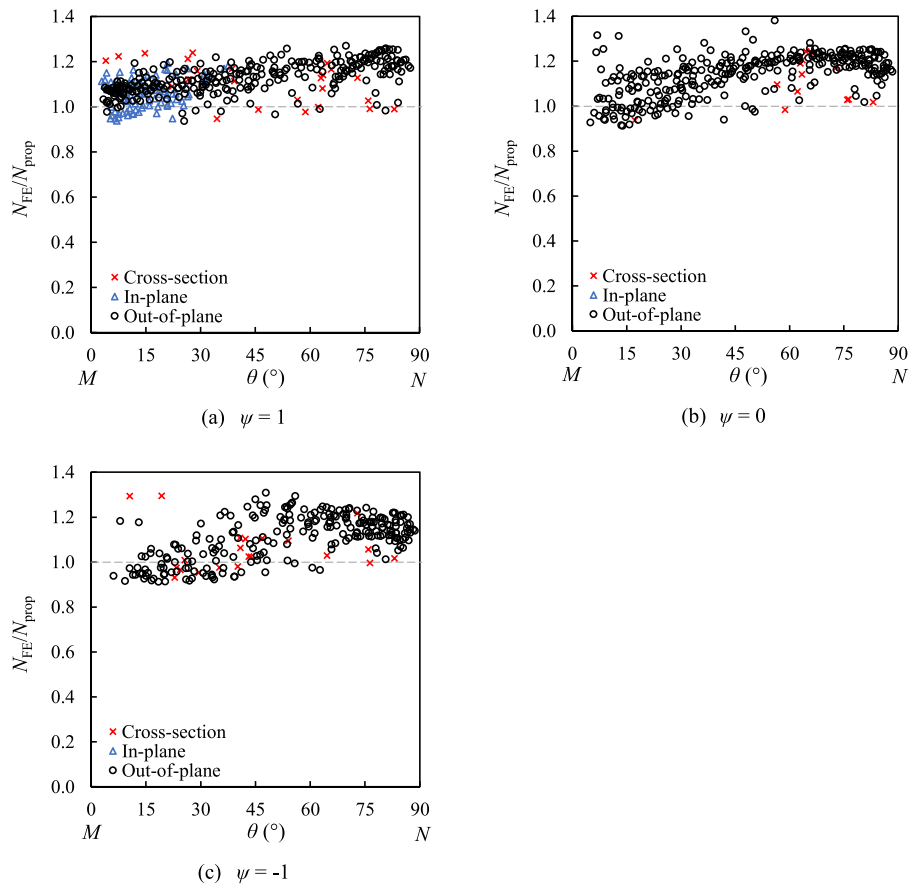 1.4
1.2
1.0
0.8
0.6
0.4
0.2
0.0
N_FE/N_prop
× Cross-section
△ In-plane
○ Out-of-plane
0 15 30 45 60 75 90
M θ (°) N
(a) ψ = 1
1.4
1.2
1.0
0.8
0.6
0.4
0.2
0.0
N_FE/N_prop
× Cross-section
△ In-plane
○ Out-of-plane
0 15 30 45 60 75 90
M θ (°) N
(b) ψ = 0
1.4
1.2
1.0
0.8
0.6
0.4
0.2
0.0
N_FE/N_prop
× Cross-section
△ In-plane
○ Out-of-plane
0 15 30 45 60 75 90
M θ (°) N
(c) ψ = -1